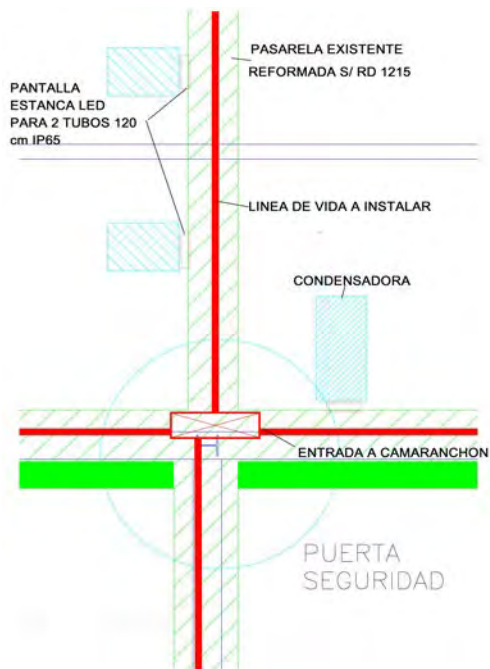 PASARELA EXISTENTE
REFORMADA S/ RD 1215
PANTALLA
ESTANCA LED
PARA 2 TUBOS 120
cm IP65
LINEA DE VIDA A INSTALAR
CONDENSADORA
ENTRADA A CAMARANCHON
PUERTA
SEGURIDAD